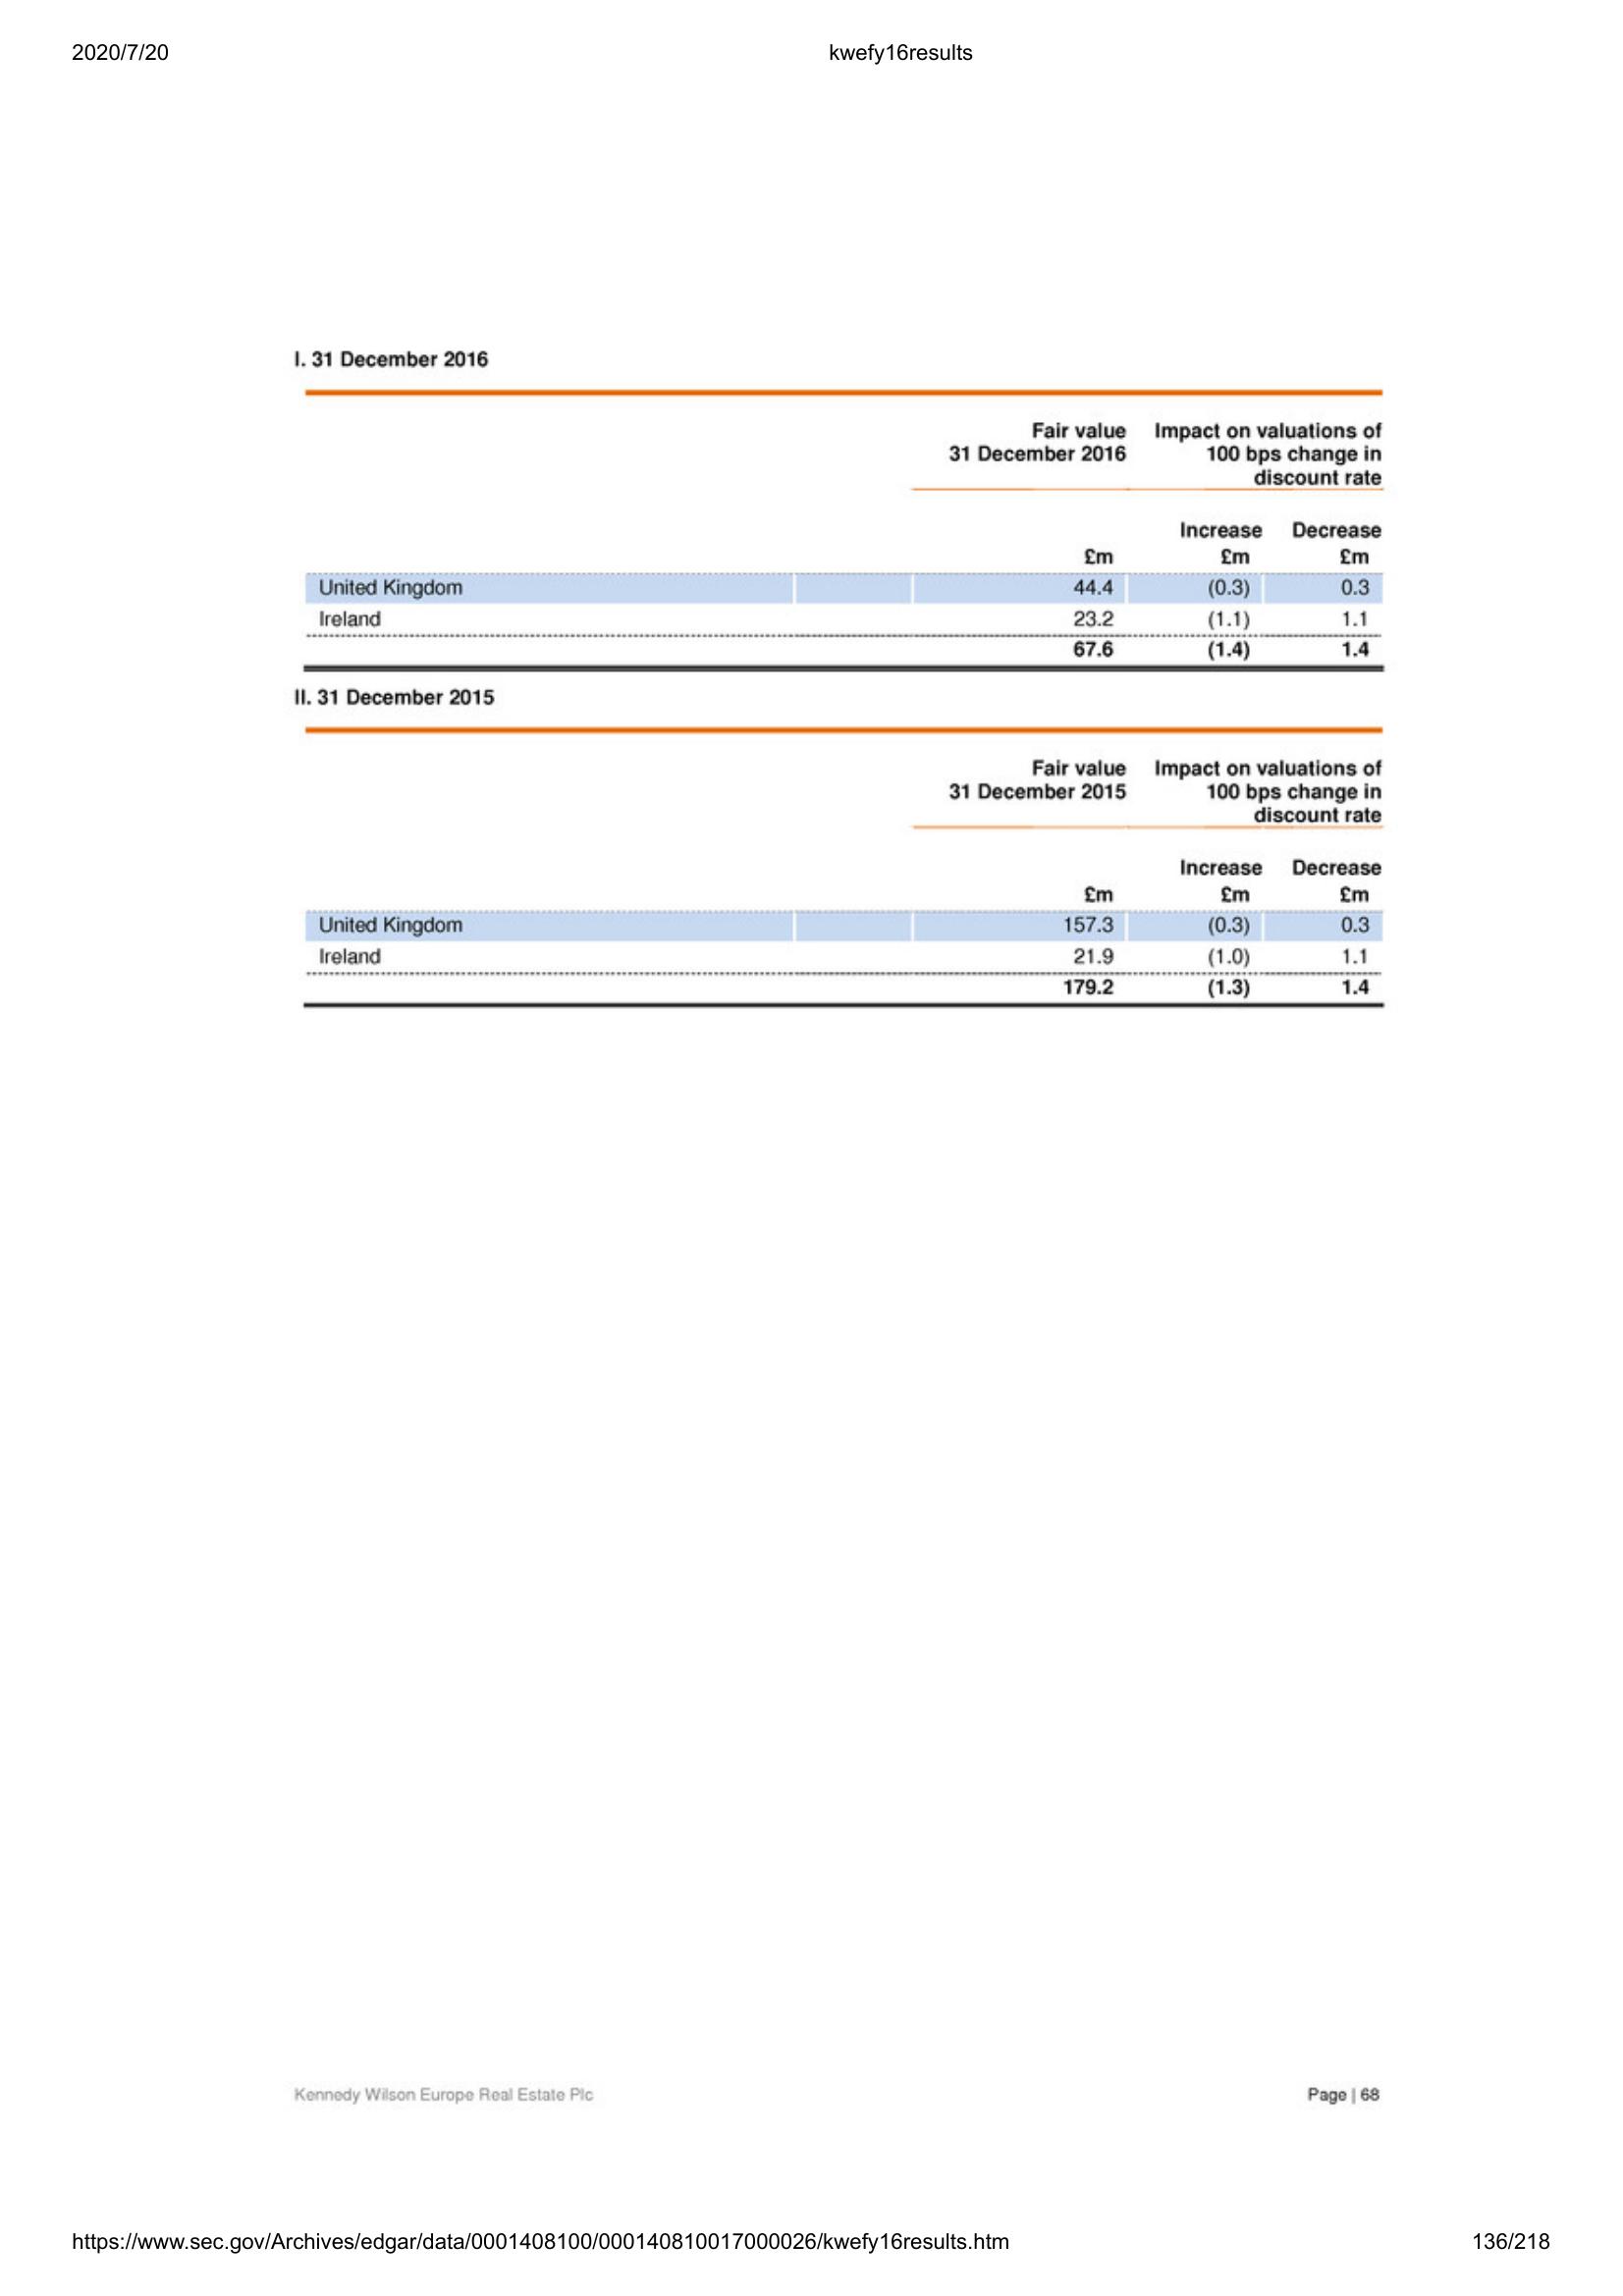 2020/7/20 kwefy16results
I. 31 December 2016
Fair value Impact on valuations of
31 December 2016 100 bps change in
discount rate
Increase Decrease
£m £m £m
United Kingdom 44.4 (0.3) 0.3
Ireland 23.2 (1.1) 1.1
67.6 (1.4) 1.4
II. 31 December 2015
Fair value Impact on valuations of
31 December 2015 100 bps change in
discount rate
Increase Decrease
£m £m £m
United Kingdom 157.3 (0.3) 0.3
Ireland 21.9 (1.0) 1.1
179.2 (1.3) 1.4
Kennedy Wilson Europe Real Estate Plc Page | 68
https://www.sec.gov/Archives/edgar/data/0001408100/000140810017000026/kwefy16results.htm 136/218